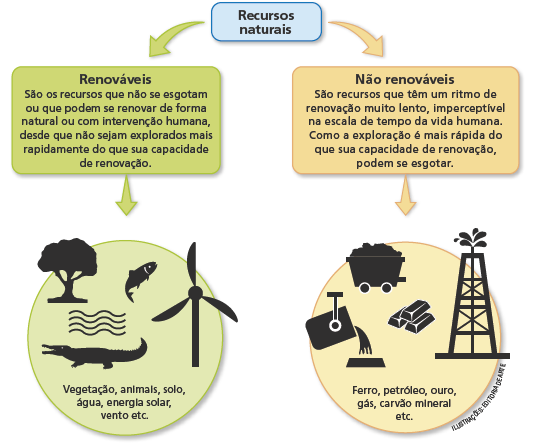 Recursos
naturais
Renováveis
São os recursos que não se esgotam
ou que podem se renovar de forma
natural ou com intervenção humana,
desde que não sejam explorados mais
rapidamente do que sua capacidade
de renovação.
Não renováveis
São recursos que têm um ritmo de
renovação muito lento, imperceptível
na escala de tempo da vida humana.
Como a exploração é mais rápida do
que sua capacidade de renovação,
podem se esgotar.
Vegetação, animais, solo,
água, energia solar,
vento etc.
Ferro, petróleo, ouro,
gás, carvão mineral
etc.
ILUSTRAÇÕES: EDITORIA DE ARTE